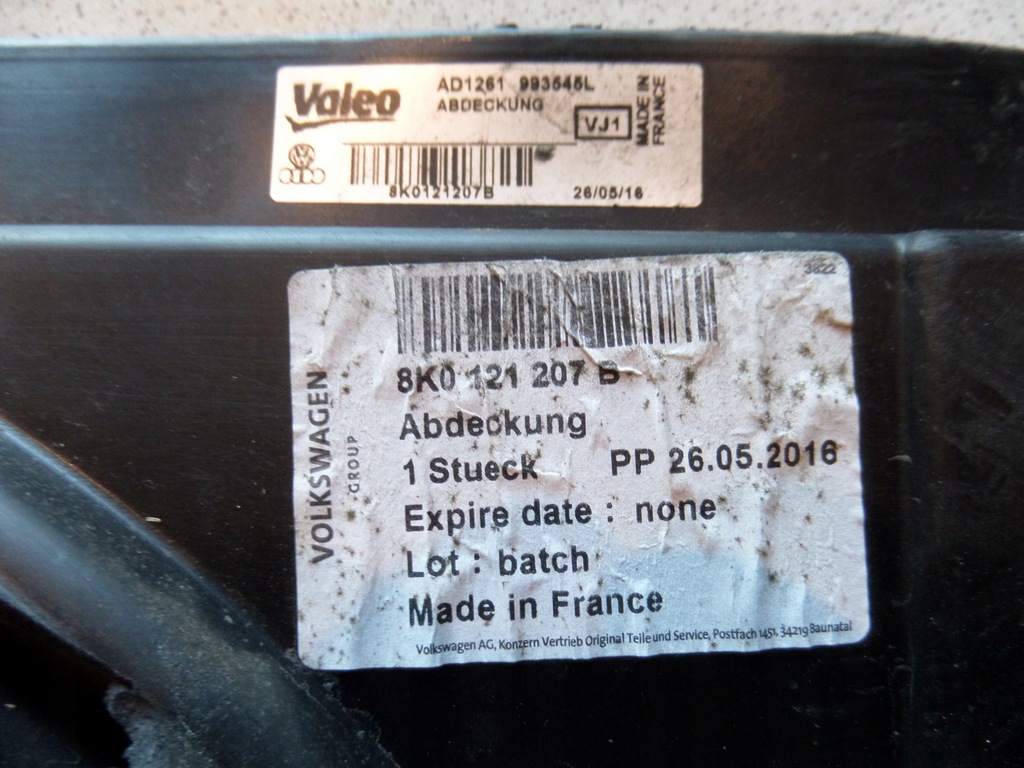 Valeo
AD1261 993545L
ABDECKUNG
VJ1
MADE IN
FRANCE
8K0121207B
26/05/16
3822
VOLKSWAGEN
GROUP
8K0 121 207 B
Abdeckung
1 Stueck PP 26.05.2016
Expire date : none
Lot : batch
Made in France
Volkswagen AG, Konzern Vertrieb Original Teile und Service, Postfach 1451, 34219 Baunatal